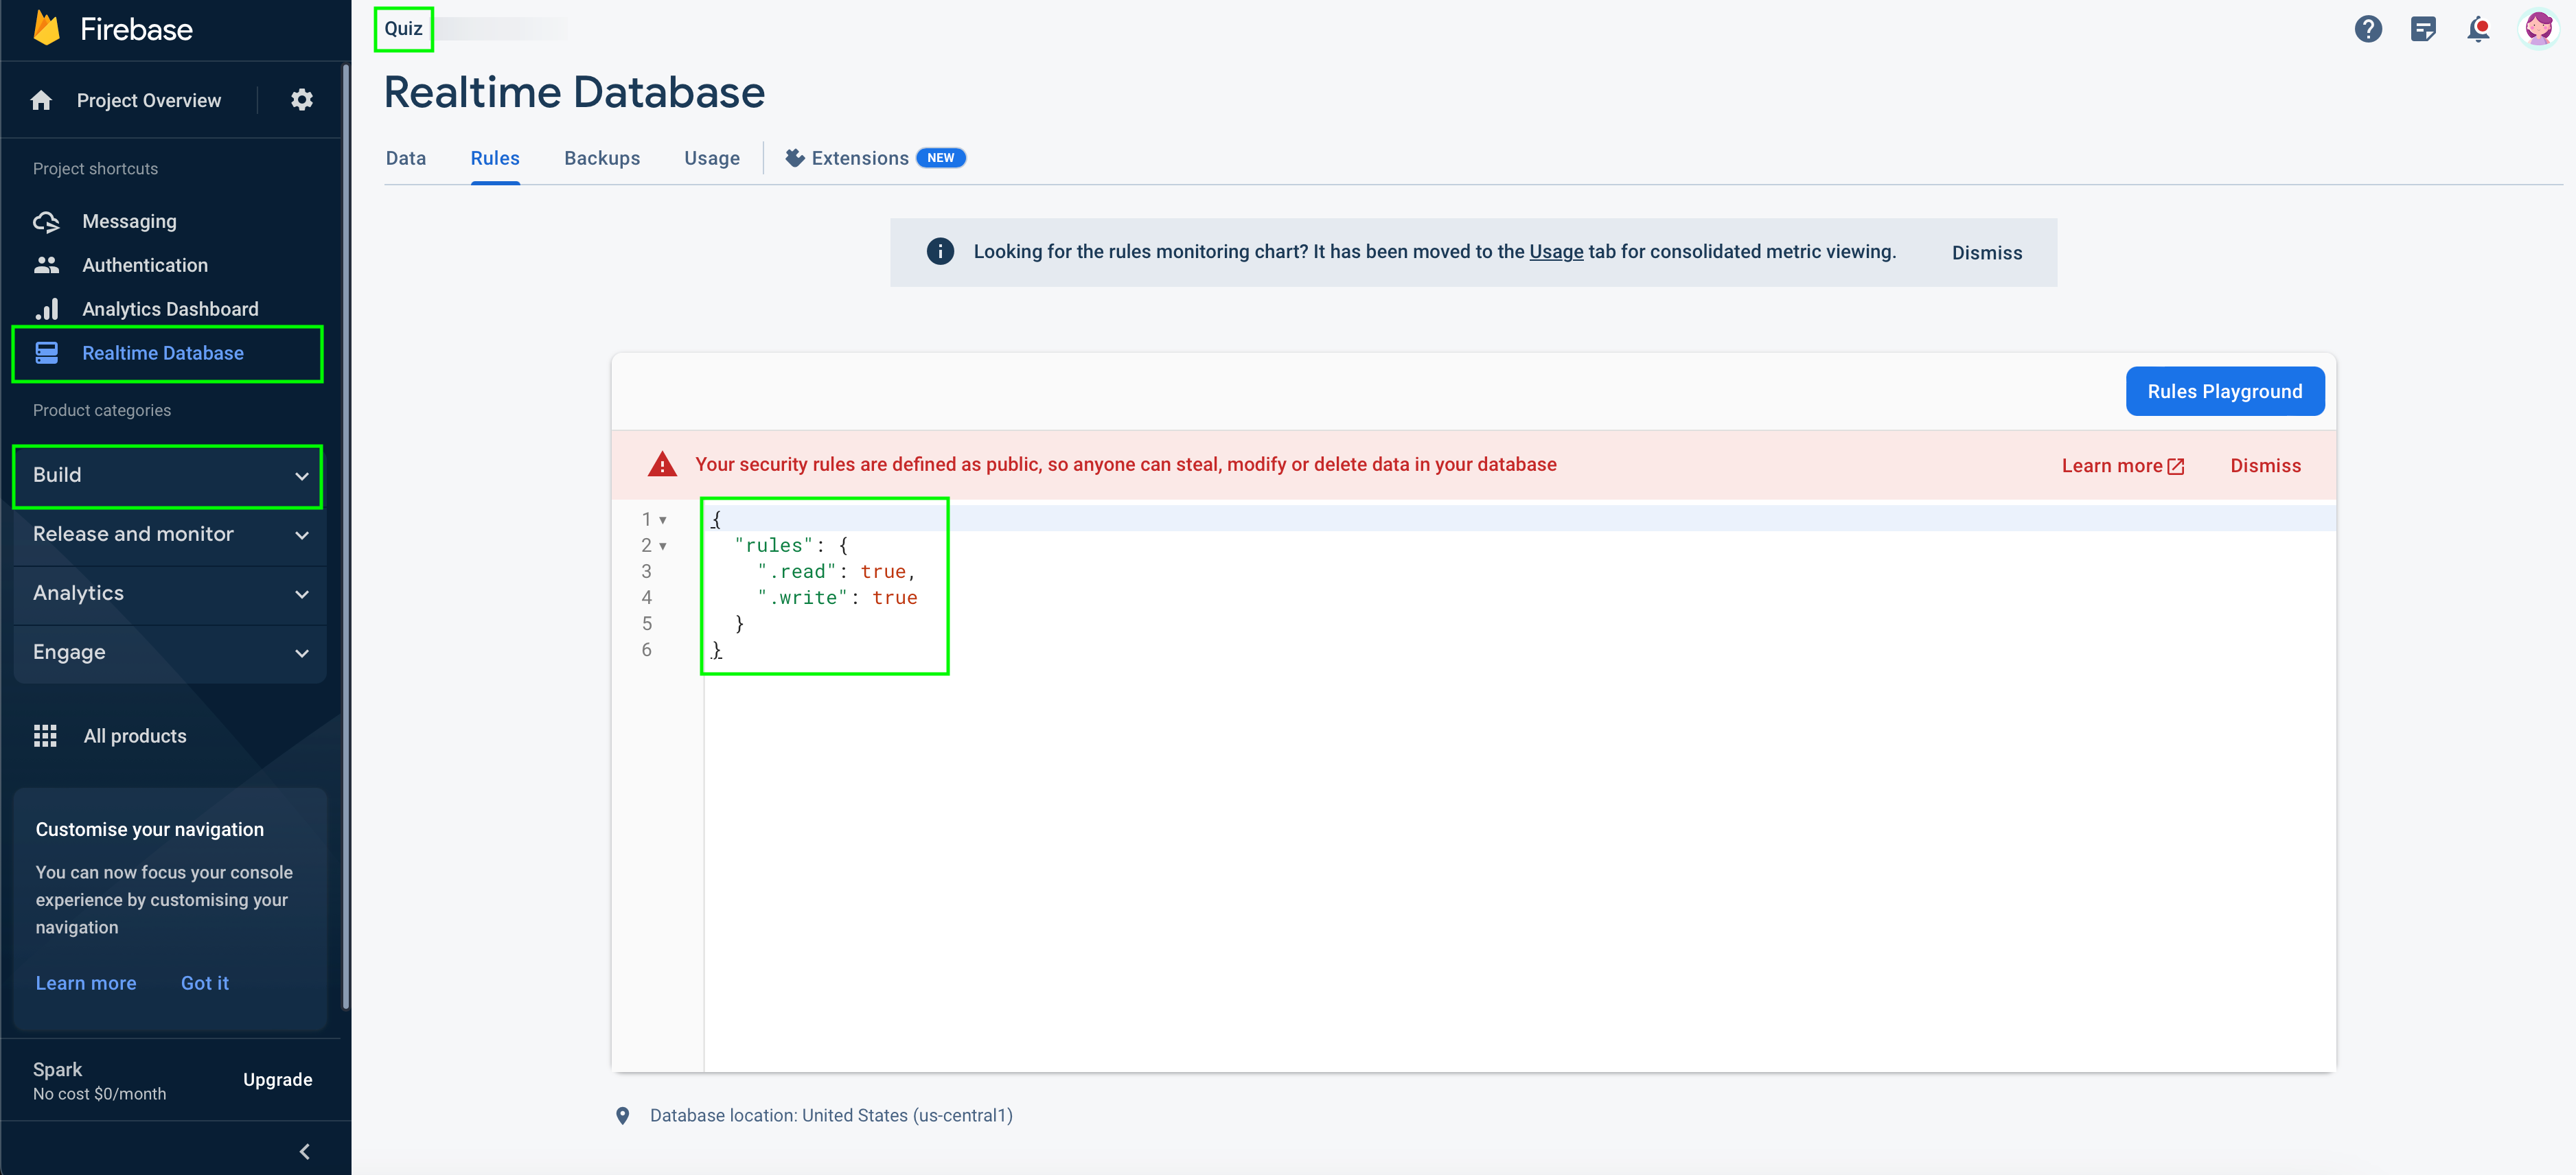 Firebase
Project Overview
Project shortcuts
Messaging
Authentication
Analytics Dashboard
Realtime Database
Product categories
Build
Release and monitor
Analytics
Engage
All products
Customise your navigation
You can now focus your console
experience by customising your
navigation
Learn more Got it
Spark
No cost $0/month
Upgrade
Quiz
Realtime Database
Data Rules Backups Usage Extensions NEW
Looking for the rules monitoring chart? It has been moved to the Usage tab for consolidated metric viewing. Dismiss
Rules Playground
Your security rules are defined as public, so anyone can steal, modify or delete data in your database Learn more Dismiss
1 {
2 "rules": {
3 ".read": true,
4 ".write": true
5 }
6 }
Database location: United States (us-central1)